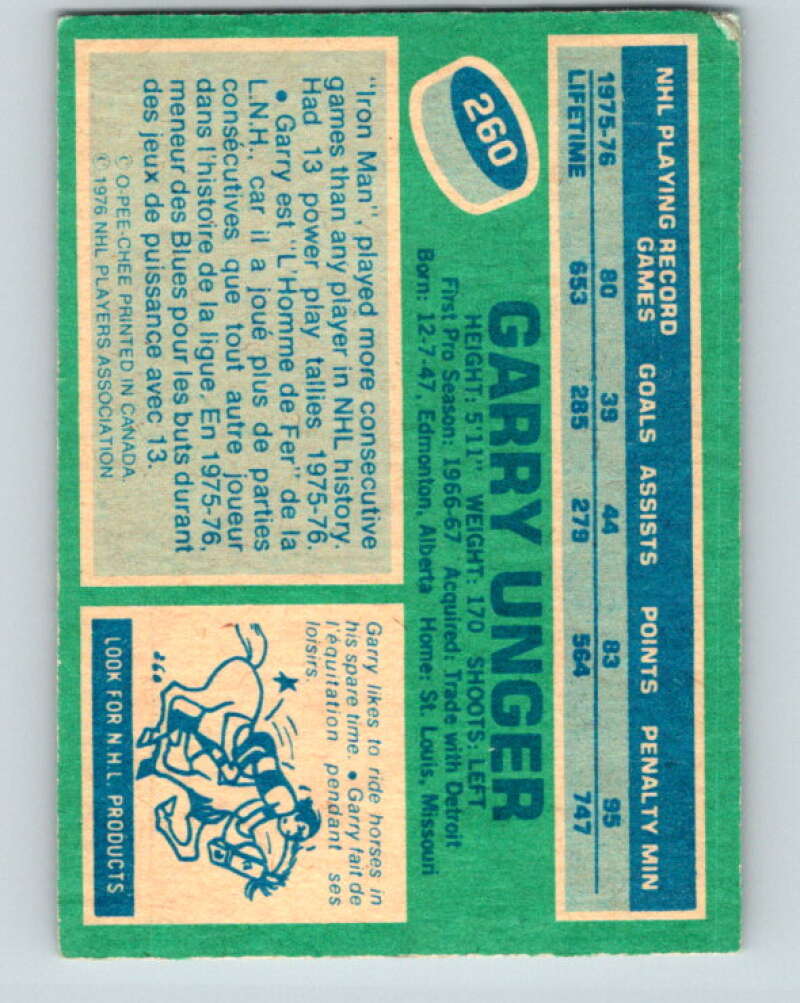 NHL PLAYING RECORD
GAMES GOALS ASSISTS POINTS PENALTY MIN
1975-76 80 39 44 83 95
LIFETIME 653 285 279 564 747
260
GARRY UNGER
HEIGHT: 5'11" WEIGHT: 170 SHOOTS: LEFT
First Pro Season: 1966-67 Acquired: Trade with Detroit
Born: 12-7-47, Edmonton, Alberta Home: St. Louis, Missouri
"Iron Man", played more consecutive
games than any player in NHL history.
Had 13 power play tallies 1975-76.
• Garry est "L'Homme de Fer" de la
L.N.H., car il a joué plus de parties
consécutives que tout autre joueur
dans l'histoire de la ligue. En 1975-76,
meneur des Blues pour les buts durant
des jeux de puissance avec 13.
© O-PEE-CHEE PRINTED IN CANADA.
© 1976 NHL PLAYERS ASSOCIATION
Garry likes to ride horses in
his spare time. • Garry fait de
l'équitation pendant ses
loisirs.
LOOK FOR N.H.L. PRODUCTS